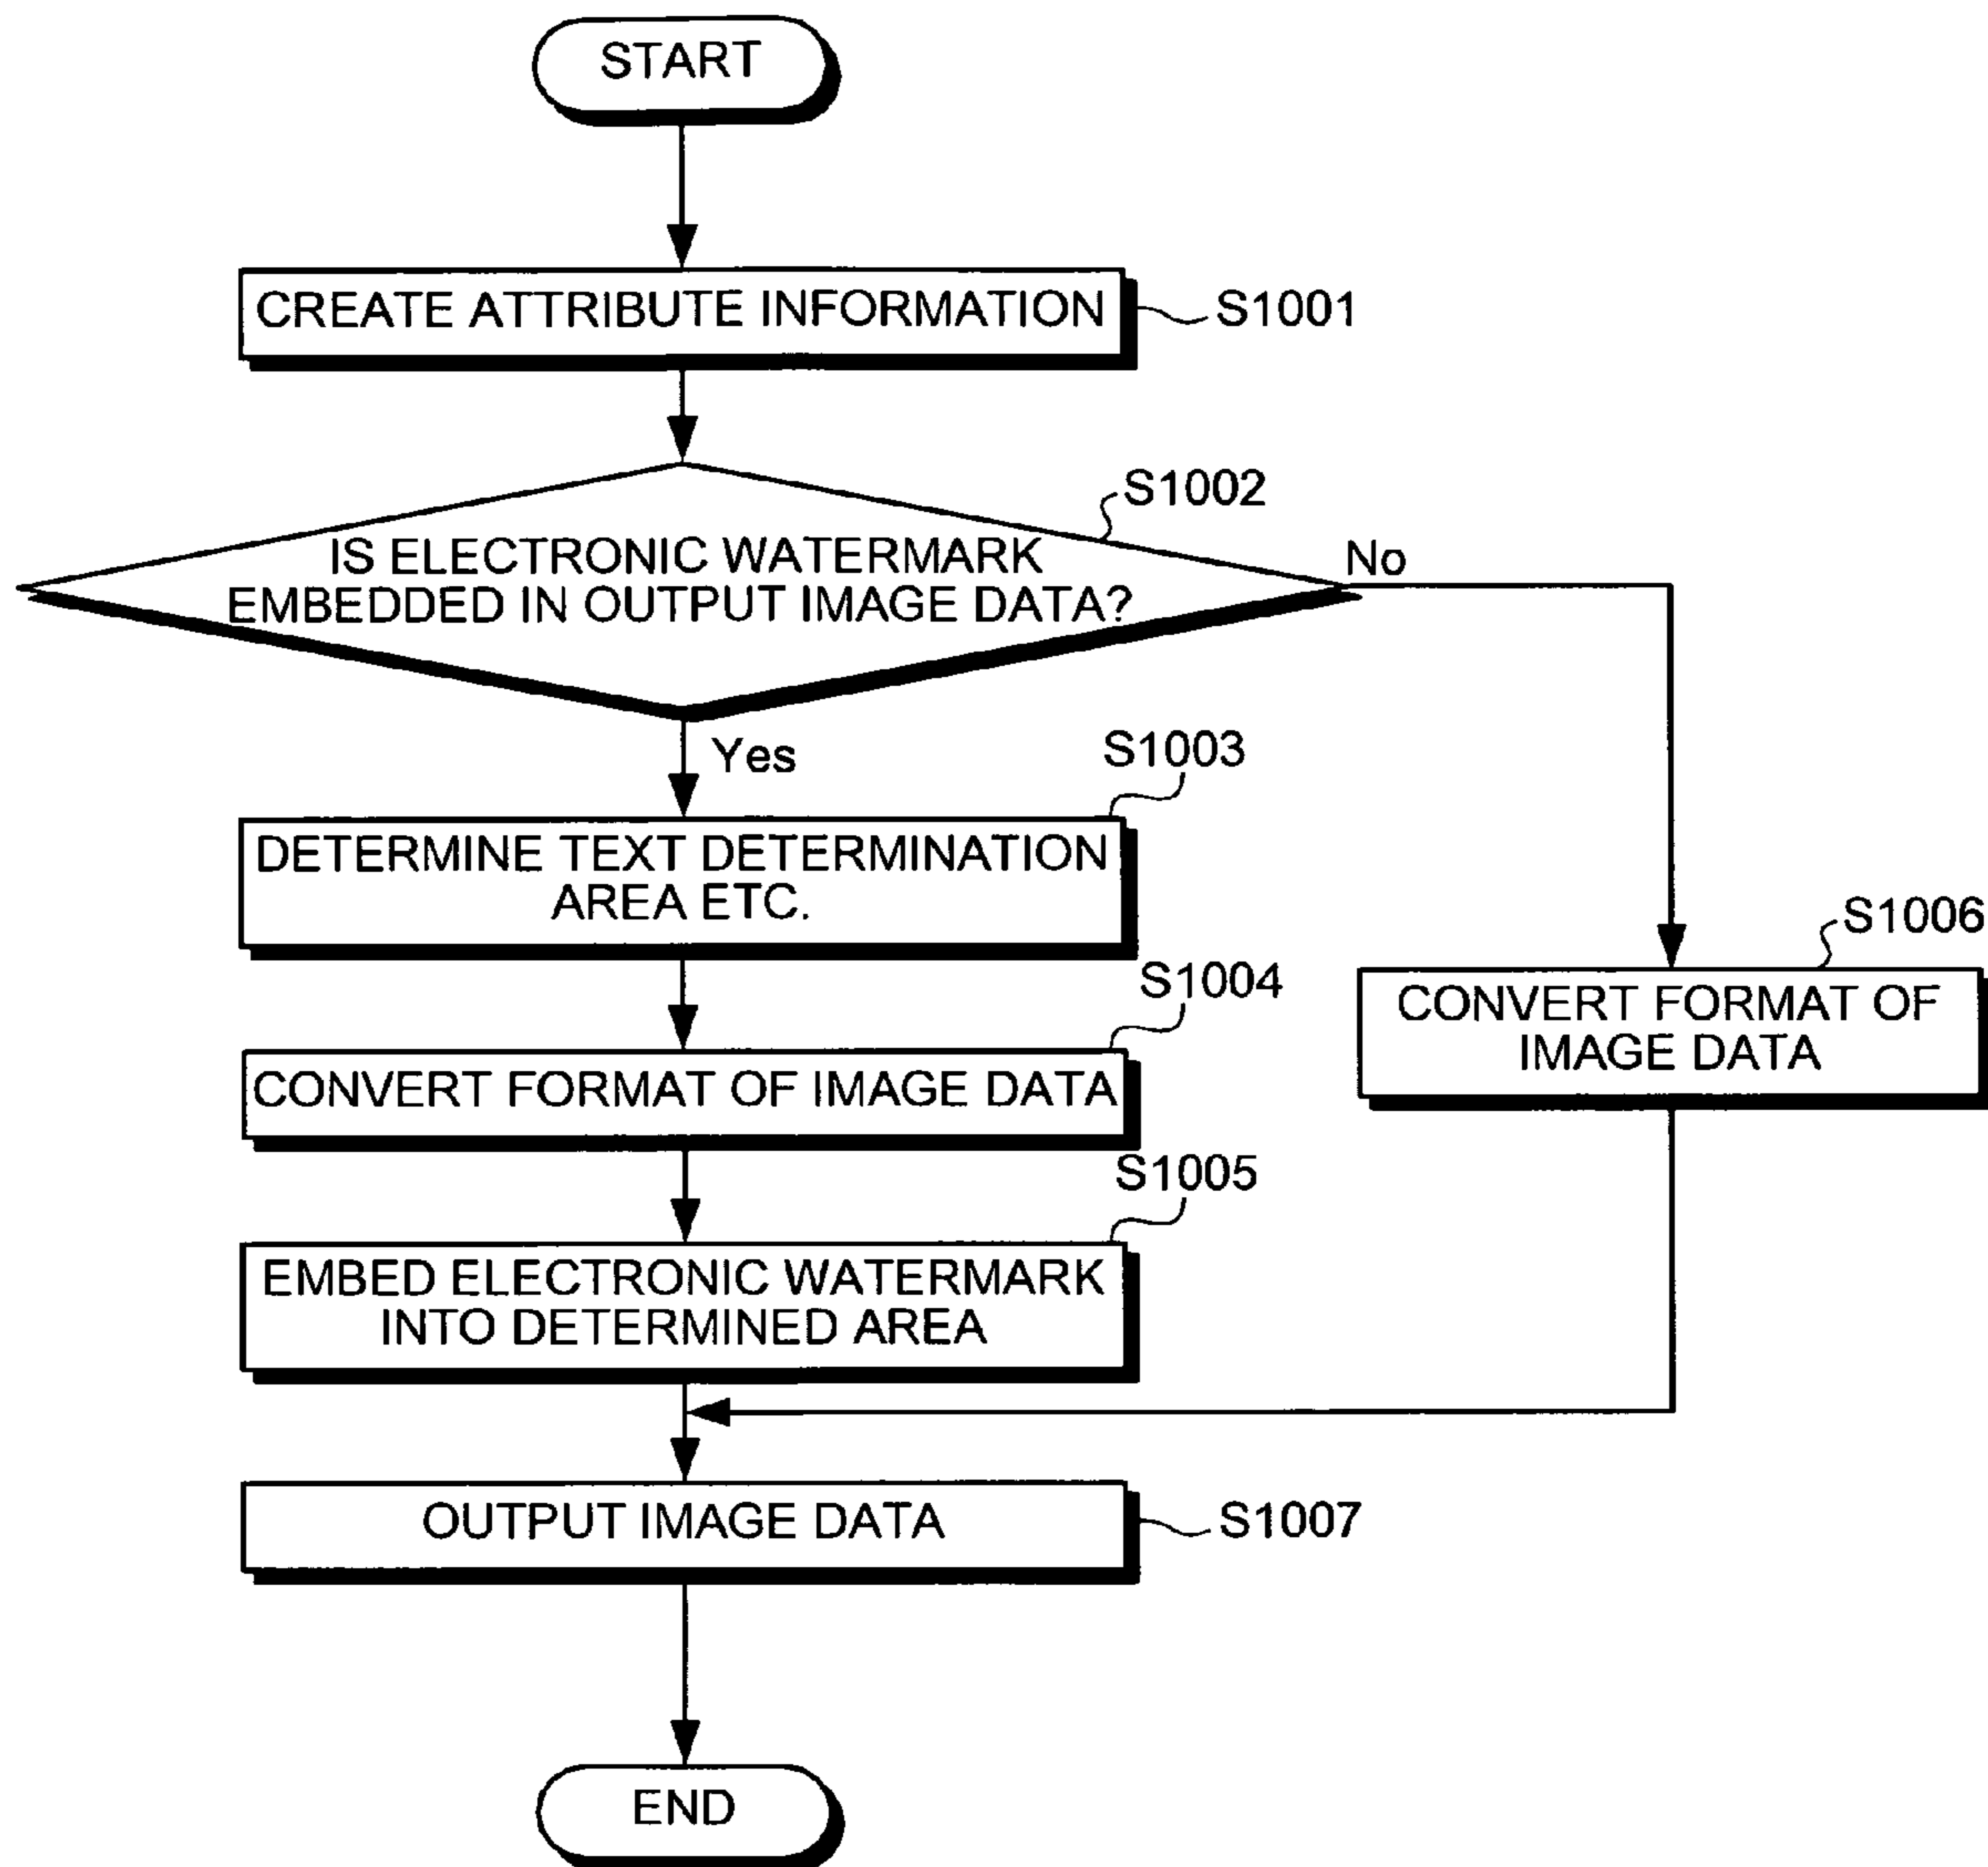 START
CREATE ATTRIBUTE INFORMATION
S1001
S1002
IS ELECTRONIC WATERMARK
EMBEDDED IN OUTPUT IMAGE DATA?
No
Yes
S1003
DETERMINE TEXT DETERMINATION
AREA ETC.
S1004
CONVERT FORMAT OF IMAGE DATA
S1006
CONVERT FORMAT OF
IMAGE DATA
S1005
EMBED ELECTRONIC WATERMARK
INTO DETERMINED AREA
OUTPUT IMAGE DATA
S1007
END